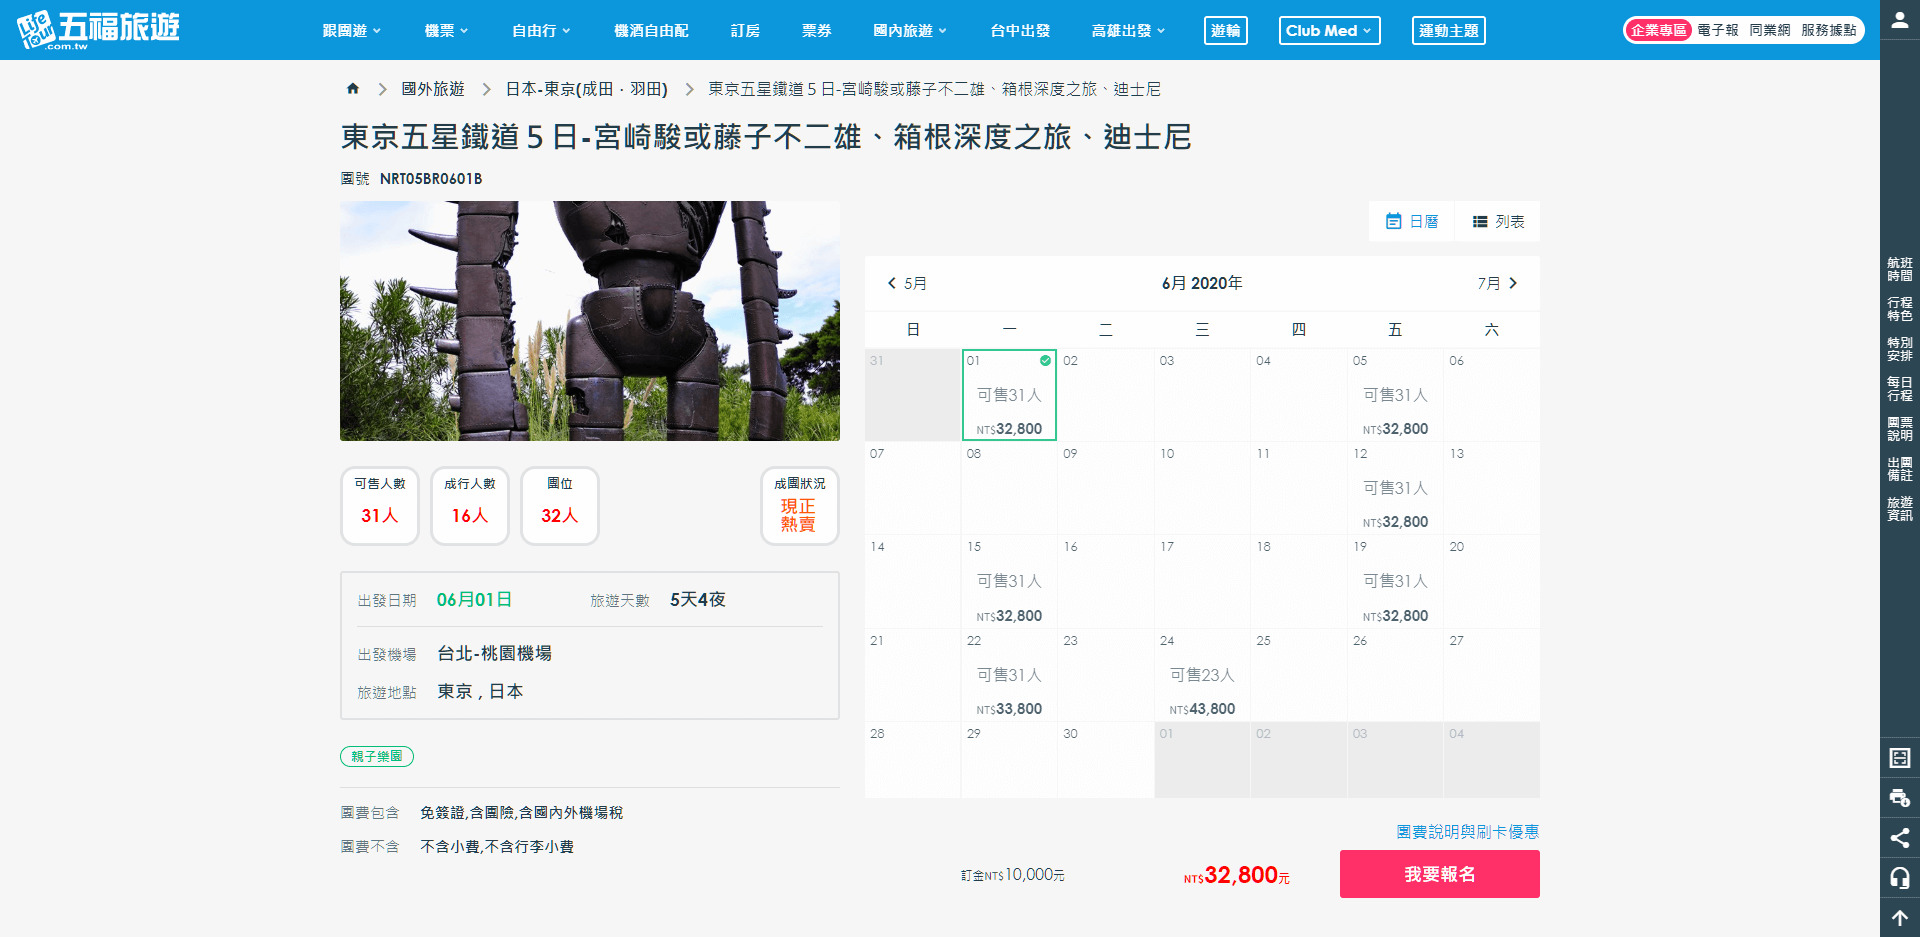 Life 五福旅遊
.com.tw
跟團遊 機票 自由行 機酒自由配 訂房 票券 國內旅遊 台中出發 高雄出發 遊輪 Club Med 運動主題
企業專區 電子報 同業網 服務據點
國外旅遊 日本-東京(成田・羽田) 東京五星鐵道５日-宮崎駿或藤子不二雄、箱根深度之旅、迪士尼
東京五星鐵道５日-宮崎駿或藤子不二雄、箱根深度之旅、迪士尼
團號 NRT05BR0601B
可售人數
31人
成行人數
16人
團位
32人
成團狀況
現正
熱賣
出發日期 06月01日 旅遊天數 5天4夜
出發機場 台北-桃園機場
旅遊地點 東京 , 日本
親子樂園
團費包含 免簽證,含團險,含國內外機場稅
團費不含 不含小費,不含行李小費
日曆 列表
5月 6月 2020年 7月
日 一 二 三 四 五 六
31 01 02 03 04 05 06
可售31人 可售31人
NT$32,800 NT$32,800
07 08 09 10 11 12 13
可售31人
NT$32,800
14 15 16 17 18 19 20
可售31人 可售31人
NT$32,800 NT$32,800
21 22 23 24 25 26 27
可售31人 可售23人
NT$33,800 NT$43,800
28 29 30 01 02 03 04
團費說明與刷卡優惠
訂金NT$10,000元 NT$32,800元 我要報名
航班
時間
行程
特色
特別
安排
每日
行程
團票
說明
出團
備註
旅遊
資訊